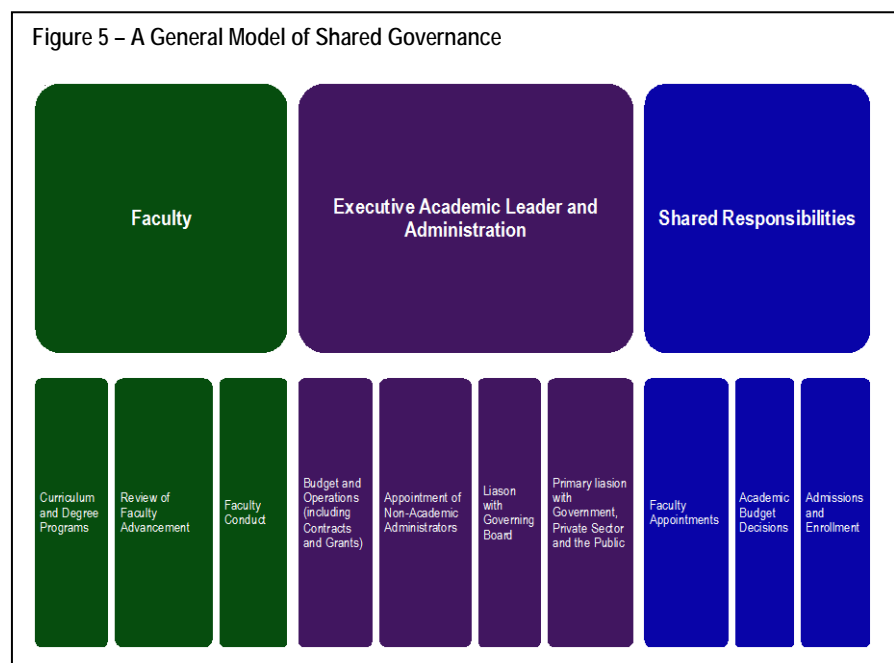 Figure 5 – A General Model of Shared Governance
Faculty
Executive Academic Leader and
Administration
Shared Responsibilities
Curriculum
and Degree
Programs
Review of
Faculty
Advancement
Faculty
Conduct
Budget and
Operations
(including
Contracts
and Grants)
Appointment of
Non-Academic
Administrators
Liason
with
Governing
Board
Primary liasion
with
Government,
Private Sector
and the Public
Faculty
Appointments
Academic
Budget
Decisions
Admissions
and
Enrollment